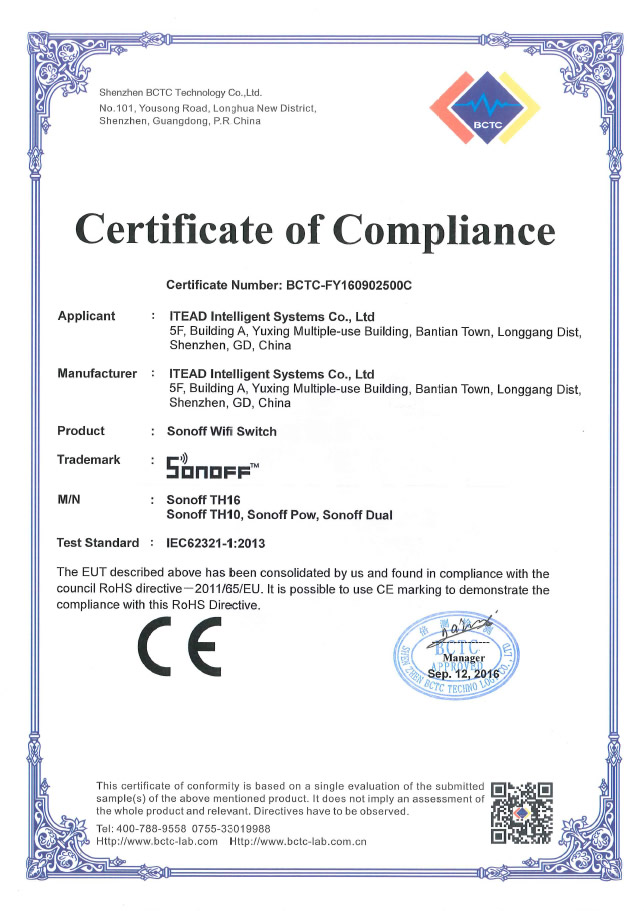 Shenzhen BCTC Technology Co.,Ltd.
No.101, Yousong Road, Longhua New District,
Shenzhen, Guangdong, P.R.China
BCTC
Certificate of Compliance
Certificate Number: BCTC-FY160902500C
Applicant : ITEAD Intelligent Systems Co., Ltd
5F, Building A, Yuxing Multiple-use Building, Bantian Town, Longgang Dist,
Shenzhen, GD, China
Manufacturer : ITEAD Intelligent Systems Co., Ltd
5F, Building A, Yuxing Multiple-use Building, Bantian Town, Longgang Dist,
Shenzhen, GD, China
Product : Sonoff Wifi Switch
Trademark : SONOFF™
M/N : Sonoff TH16
Sonoff TH10, Sonoff Pow, Sonoff Dual
Test Standard : IEC62321-1:2013
The EUT described above has been consolidated by us and found in compliance with the
council RoHS directive—2011/65/EU. It is possible to use CE marking to demonstrate the
compliance with this RoHS Directive.
CE
BCTC
Manager
APPROVED
Sep. 12, 2016
SHENZHEN BCTC TECHNOLOGY CO.,LTD
This certificate of conformity is based on a single evaluation of the submitted
sample(s) of the above mentioned product. It does not imply an assessment of
the whole product and relevant. Directives have to be observed.
Tel: 400-788-9558 0755-33019988
Http://www.bctc-lab.com Http://www.bctc-lab.com.cn